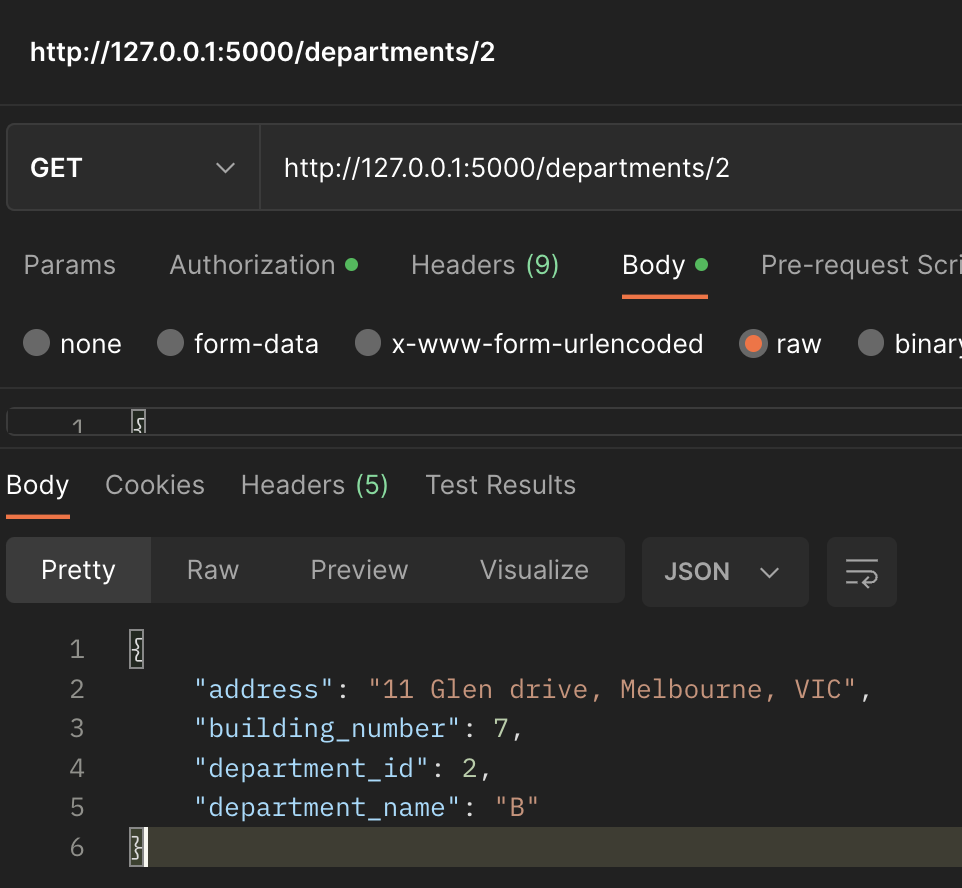 http://127.0.0.1:5000/departments/2
GET http://127.0.0.1:5000/departments/2
Params Authorization Headers (9) Body Pre-request Scri
none form-data x-www-form-urlencoded raw binary
1 {
Body Cookies Headers (5) Test Results
Pretty Raw Preview Visualize JSON
1 {
2 "address": "11 Glen drive, Melbourne, VIC",
3 "building_number": 7,
4 "department_id": 2,
5 "department_name": "B"
6 }